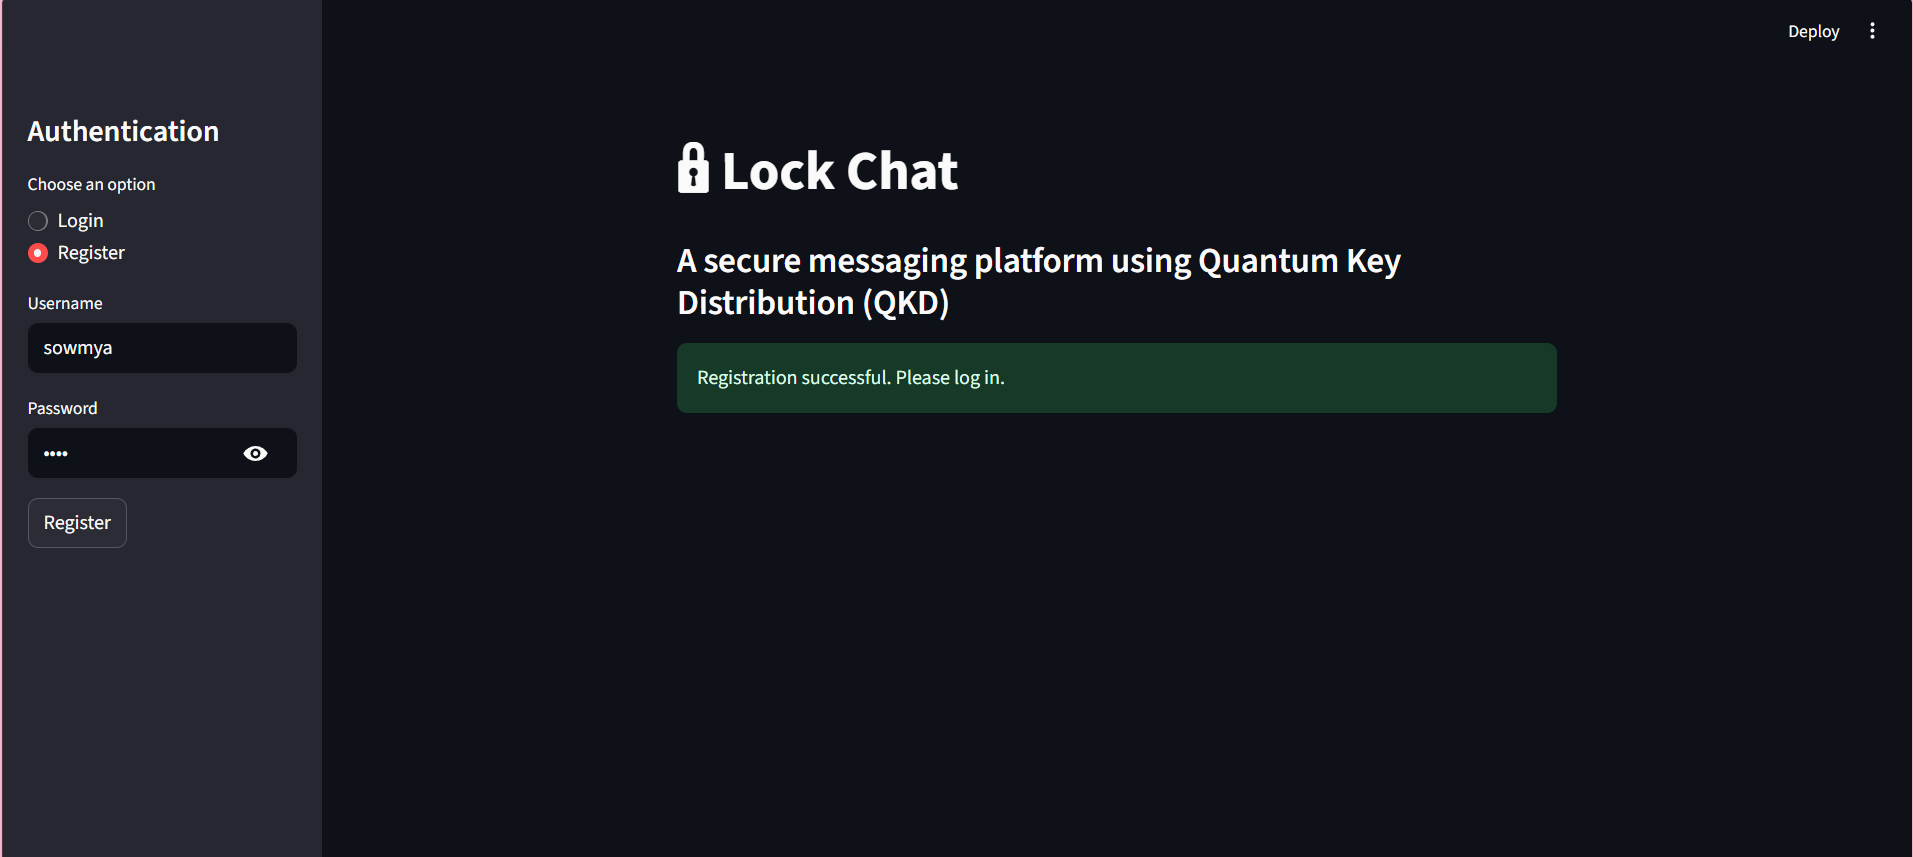 Deploy
Authentication
Choose an option
Login
Register
Username
sowmya
Password
••••
Register
Lock Chat
A secure messaging platform using Quantum Key
Distribution (QKD)
Registration successful. Please log in.